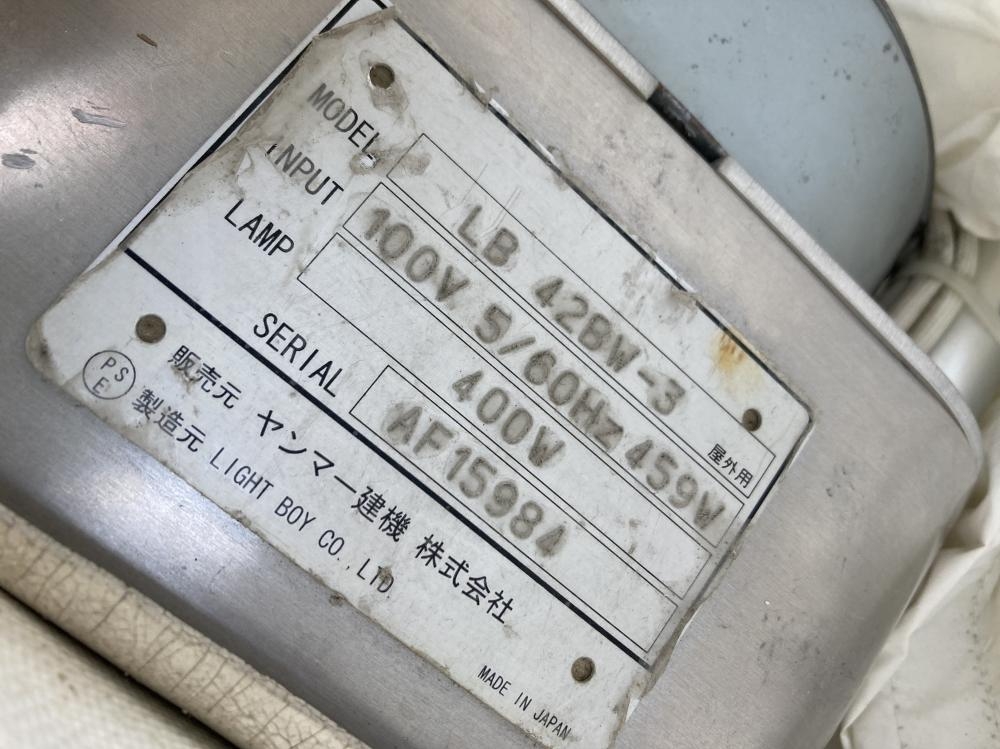 MODEL LB 42BW-3
INPUT 100V 5/60Hz 459W 屋外用
LAMP 400W
SERIAL AF15984
PSE
販売元 ヤンマー建機 株式会社
製造元 LIGHT BOY CO.,LTD.
MADE IN JAPAN